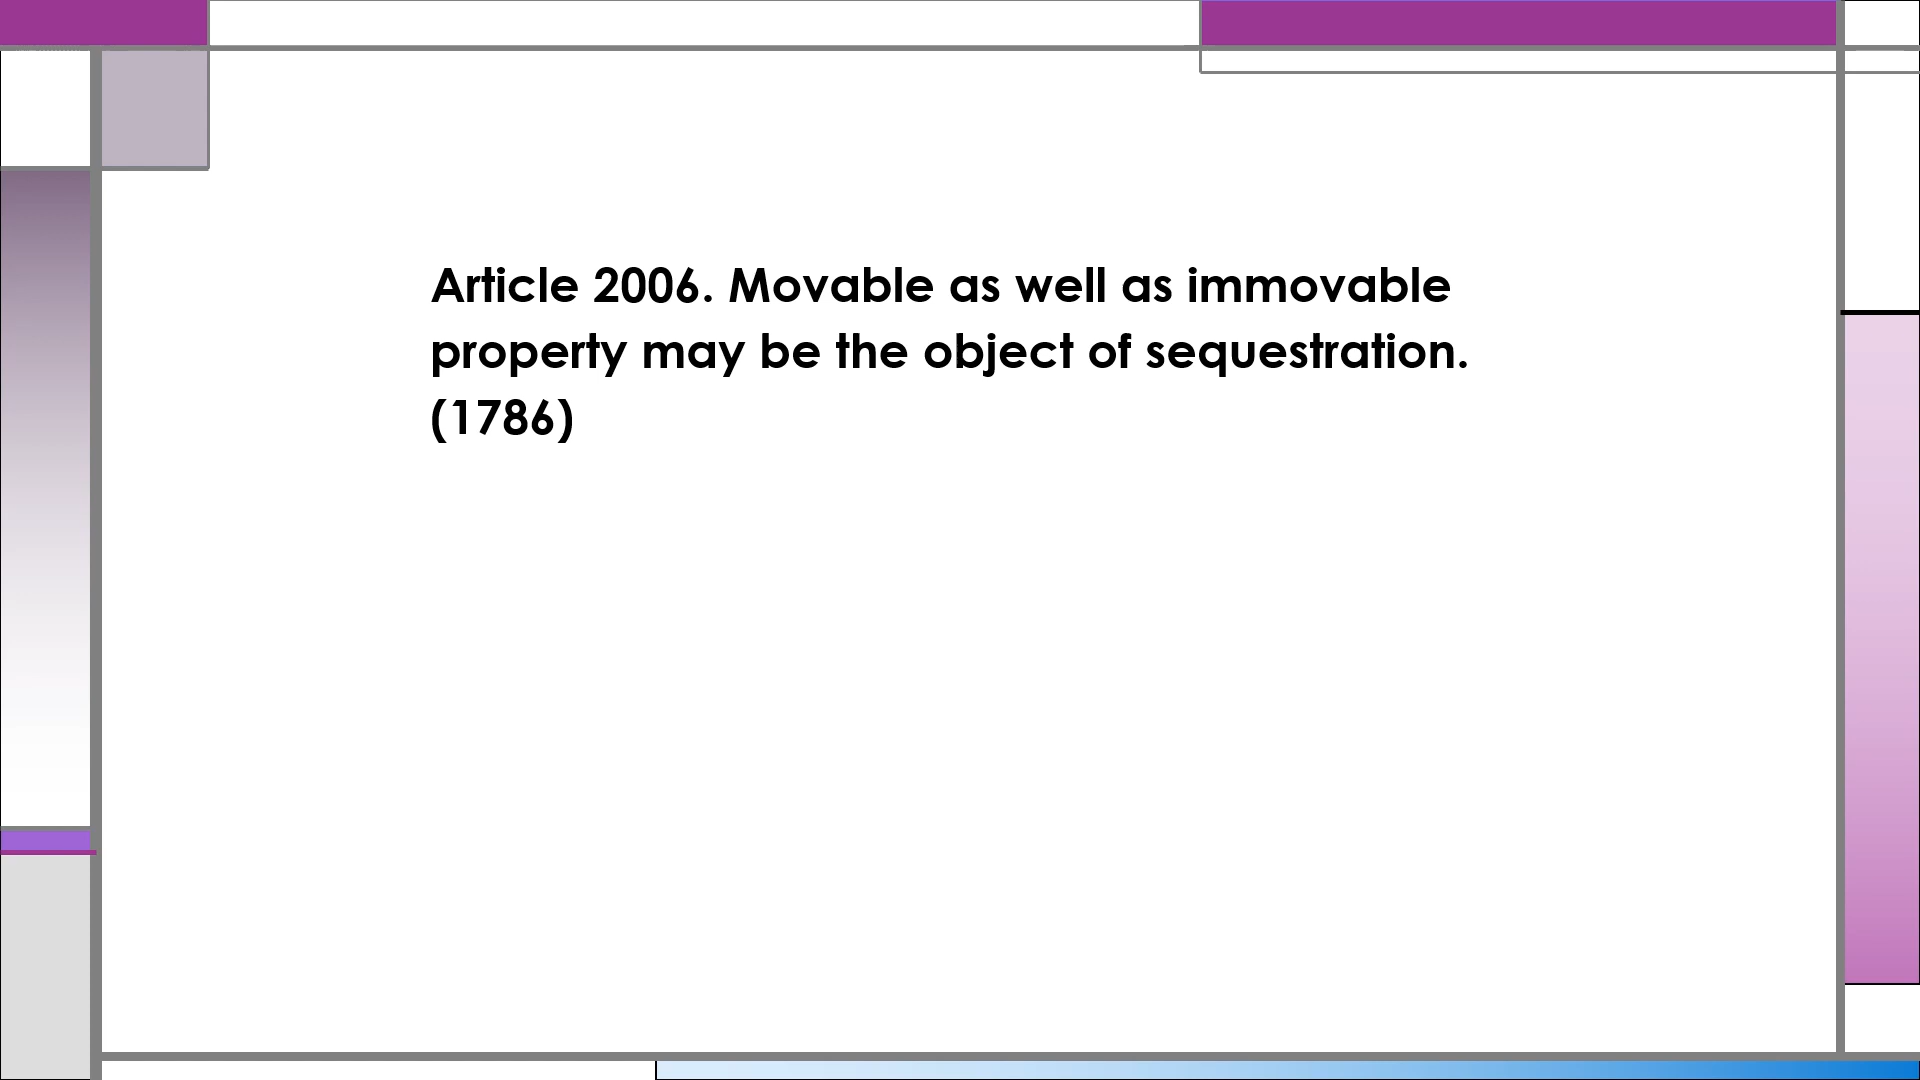 Article 2006. Movable as well as immovable
property may be the object of sequestration.
(1786)